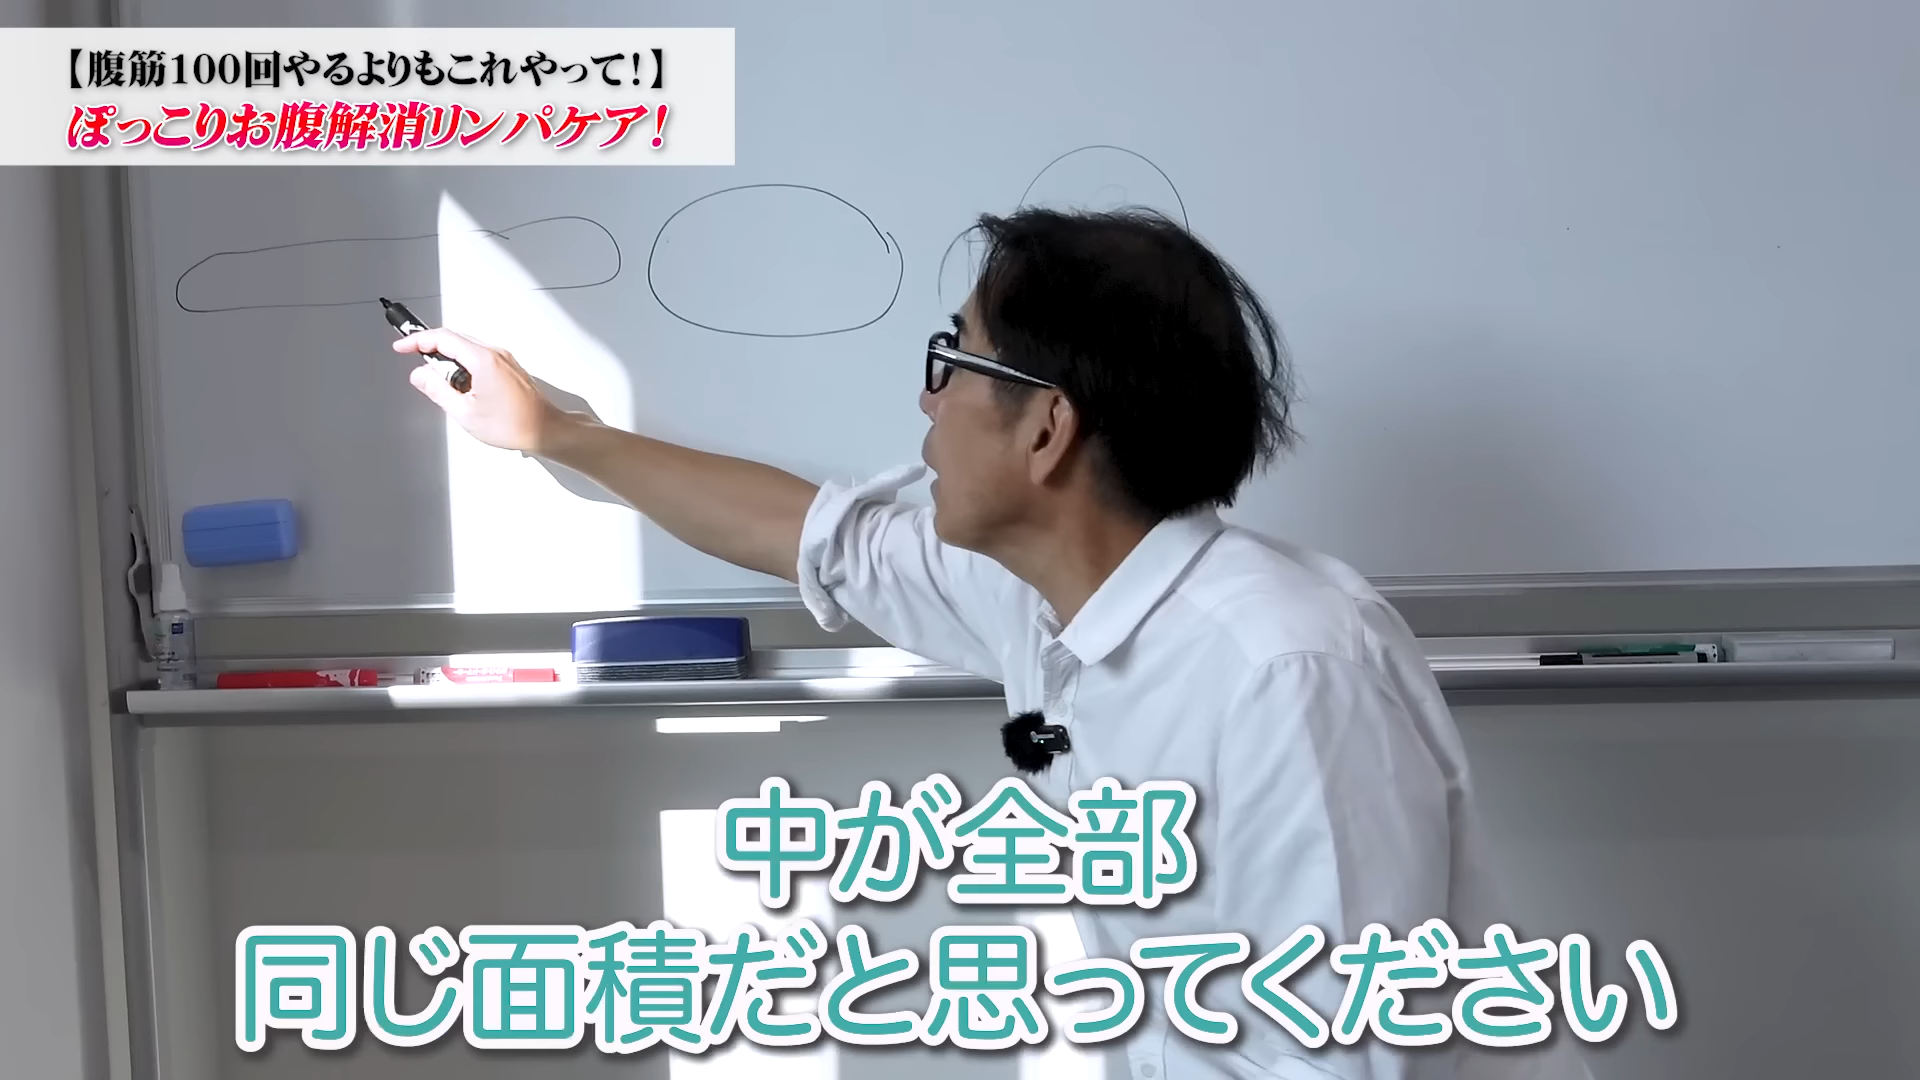 【腹筋100回やるよりもこれやって!】
ぽっこりお腹解消リンパケア!
中が全部
同じ面積だと思ってください